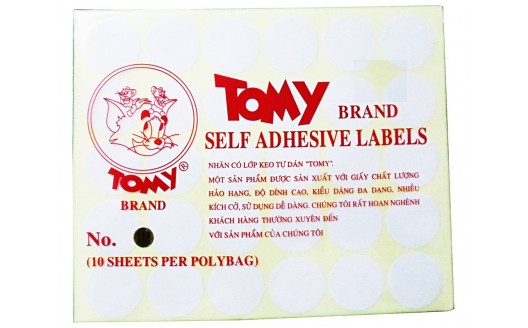 TOMY BRAND
SELF ADHESIVE LABELS
NHÃN CÓ LỚP KEO TỰ DÁN "TOMY".
MỘT SẢN PHẨM ĐƯỢC SẢN XUẤT VỚI GIẤY CHẤT LƯỢNG
HẢO HẠNG, ĐỘ DÍNH CAO, KIỂU DÁNG ĐA DẠNG, NHIỀU
KÍCH CỞ, SỬ DỤNG DỄ DÀNG. CHÚNG TÔI RẤT HOAN NGHÊNH
KHÁCH HÀNG THƯỜNG XUYÊN ĐẾN
VỚI SẢN PHẨM CỦA CHÚNG TÔI
TOMY®
BRAND
No.
(10 SHEETS PER POLYBAG)